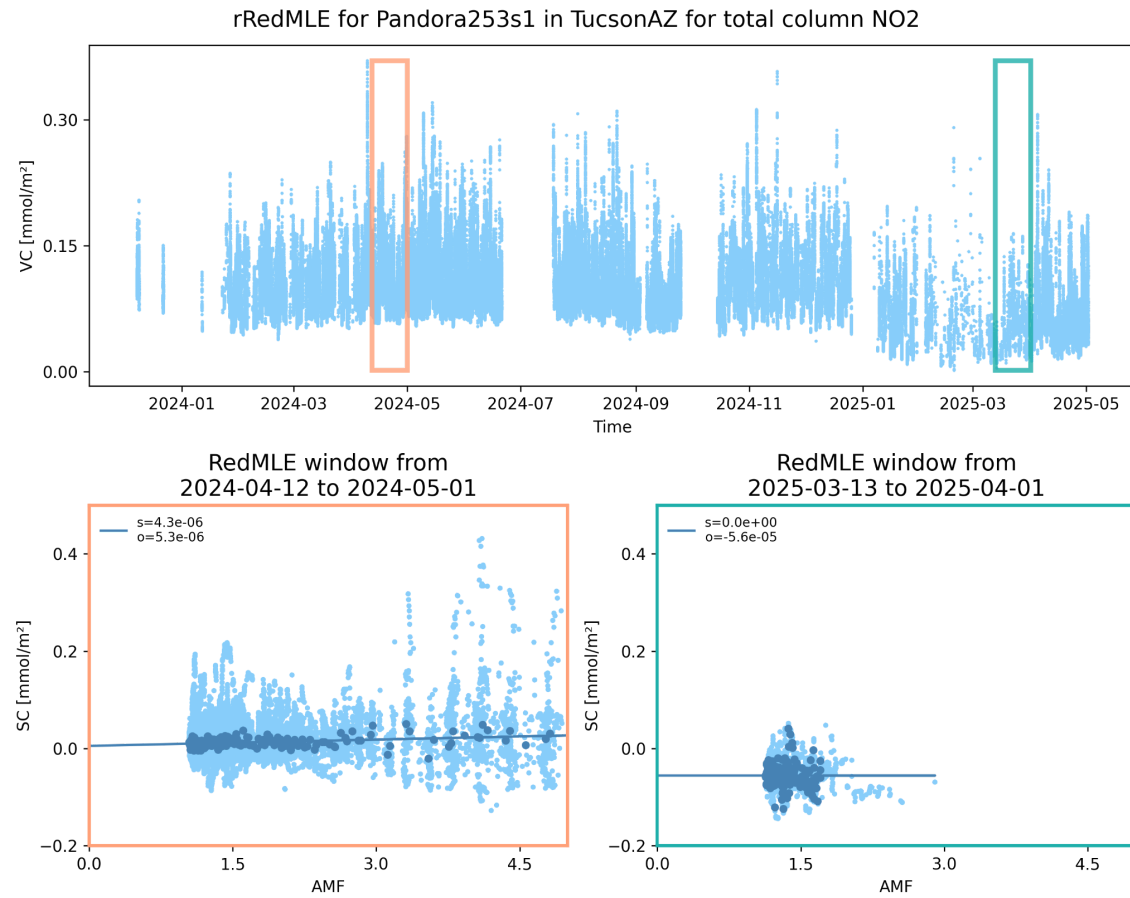 rRedMLE for Pandora253s1 in TucsonAZ for total column NO2
VC [mmol/m²]
0.30
0.15
0.00
2024-01
2024-03
2024-05
2024-07
2024-09
2024-11
2025-01
2025-03
2025-05
Time
RedMLE window from
2024-04-12 to 2024-05-01
s=4.3e-06
o=5.3e-06
SC [mmol/m²]
0.4
0.2
0.0
−0.2
0.0
1.5
3.0
4.5
AMF
RedMLE window from
2025-03-13 to 2025-04-01
s=0.0e+00
o=-5.6e-05
SC [mmol/m²]
0.4
0.2
0.0
−0.2
0.0
1.5
3.0
4.5
AMF